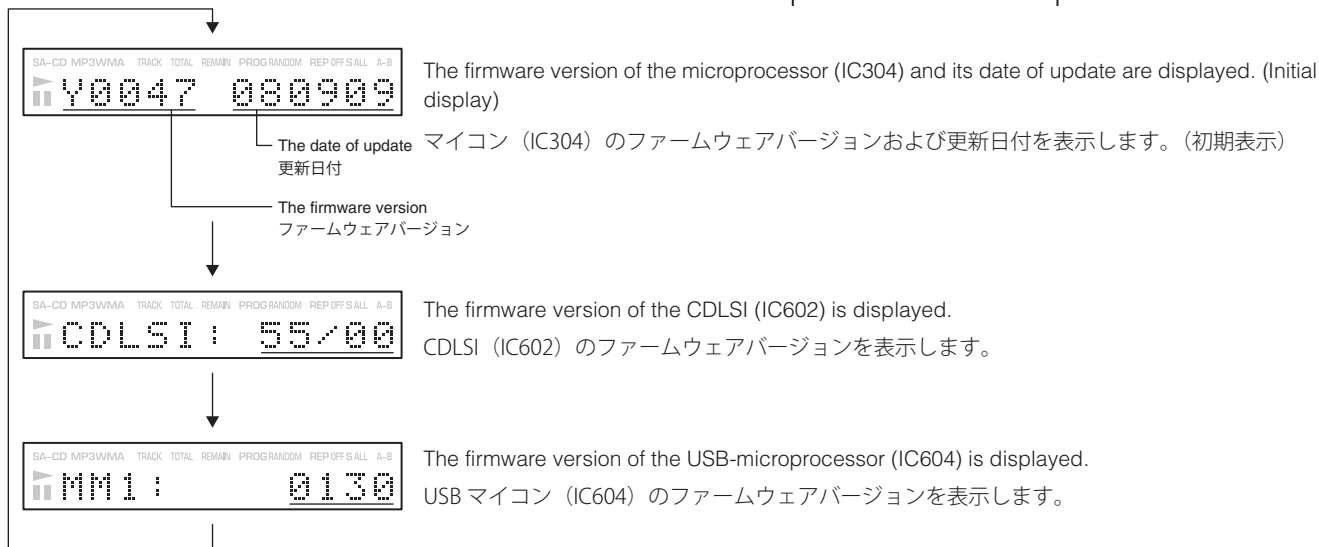 SA-CD MP3WMA TRACK TOTAL REMAIN PROGRANDOM REP OFF S ALL A-B
Y0047 080909
The firmware version of the microprocessor (IC304) and its date of update are displayed. (Initial
display)
マイコン（IC304）のファームウェアバージョンおよび更新日付を表示します。（初期表示）
The date of update
更新日付
The firmware version
ファームウェアバージョン
SA-CD MP3WMA TRACK TOTAL REMAIN PROGRANDOM REP OFF S ALL A-B
CDLSI: 55/00
The firmware version of the CDLSI (IC602) is displayed.
CDLSI（IC602）のファームウェアバージョンを表示します。
SA-CD MP3WMA TRACK TOTAL REMAIN PROGRANDOM REP OFF S ALL A-B
MM1: 0130
The firmware version of the USB-microprocessor (IC604) is displayed.
USB マイコン（IC604）のファームウェアバージョンを表示します。